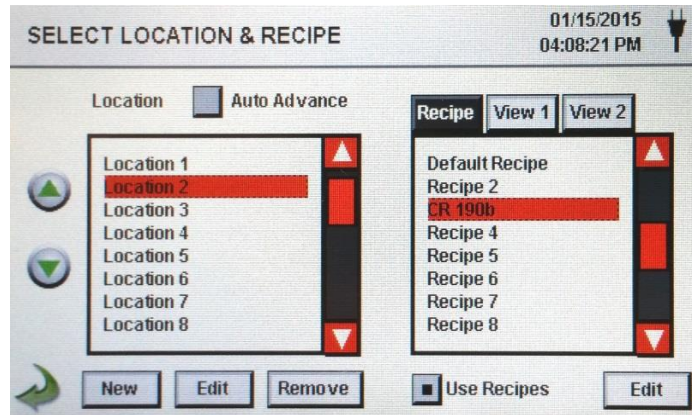 SELECT LOCATION & RECIPE
01/15/2015
04:08:21 PM
Location
Auto Advance
Location 1
Location 2
Location 3
Location 4
Location 5
Location 6
Location 7
Location 8
New
Edit
Remove
Recipe
View 1
View 2
Default Recipe
Recipe 2
CR 190b
Recipe 4
Recipe 5
Recipe 6
Recipe 7
Recipe 8
Use Recipes
Edit